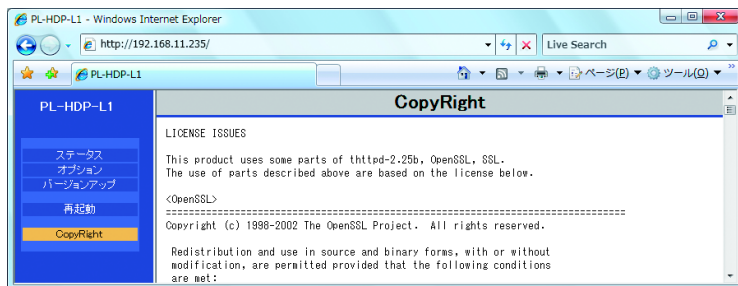 PL-HDP-L1 - Windows Internet Explorer
http://192.168.11.235/
Live Search
PL-HDP-L1
ページ(P)
ツール(O)
PL-HDP-L1
ステータス
オプション
バージョンアップ
再起動
CopyRight
CopyRight
LICENSE ISSUES
This product uses some parts of thttpd-2.25b, OpenSSL, SSL.
The use of parts described above are based on the license below.
<OpenSSL>
=====================================================================
Copyright (c) 1998-2002 The OpenSSL Project.  All rights reserved.
Redistribution and use in source and binary forms, with or without
modification, are permitted provided that the following conditions
are met: